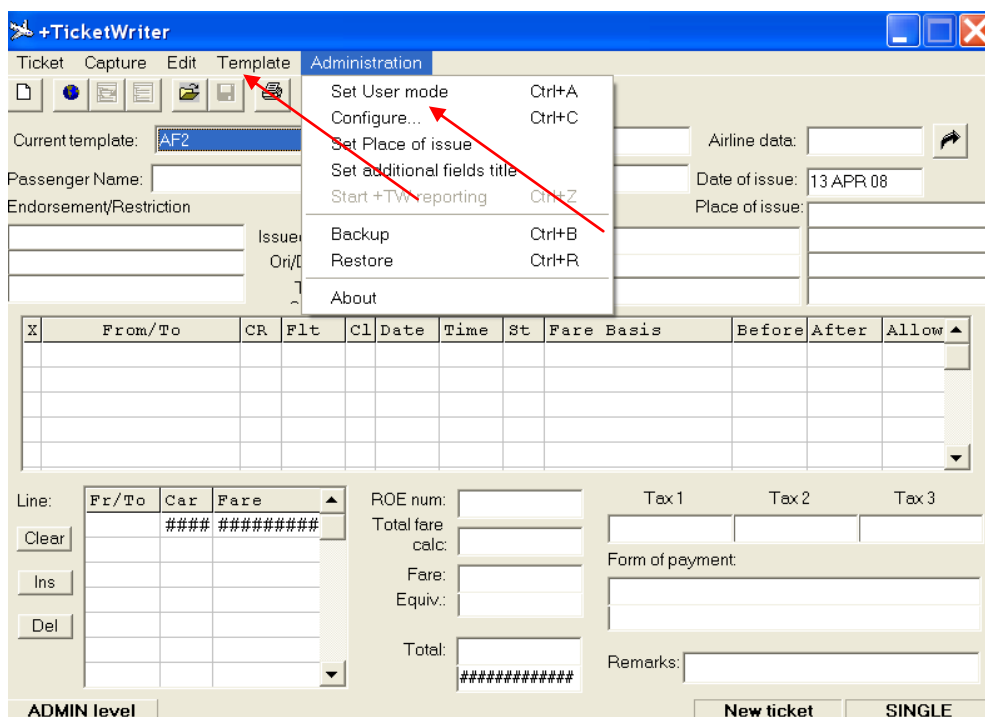 +TicketWriter
Ticket Capture Edit Template Administration
Set User mode Ctrl+A
Configure... Ctrl+C
Set Place of issue
Set additional fields title
Start +TW reporting Ctrl+Z
Backup Ctrl+B
Restore Ctrl+R
About
Current template: AF2 Airline data:
Passenger Name: Date of issue: 13 APR 08
Endorsement/Restriction Place of issue:
X From/To CR Flt Cl Date Time St Fare Basis Before After Allow
Line: Fr/To Car Fare ROE num: Tax 1 Tax 2 Tax 3
#### #########
Clear Total fare calc:
Form of payment:
Ins Fare:
Equiv.:
Del
Total:
Remarks:
#############
ADMIN level New ticket SINGLE